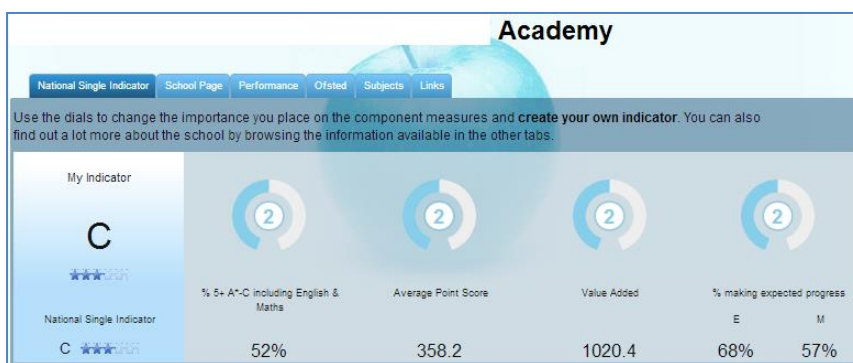 Academy
National Single Indicator School Page Performance Ofsted Subjects Links
Use the dials to change the importance you place on the component measures and create your own indicator. You can also
find out a lot more about the school by browsing the information available in the other tabs.
My Indicator
C
2 2 2 2
% 5+ A*-C including English &
Maths
Average Point Score
Value Added
% making expected progress
E M
National Single Indicator
C 52% 358.2 1020.4 68% 57%